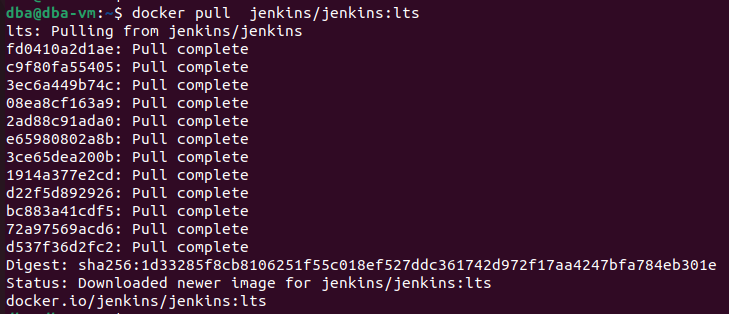 dba@dba-vm:~$ docker pull  jenkins/jenkins:lts
lts: Pulling from jenkins/jenkins
fd0410a2d1ae: Pull complete
c9f80fa55405: Pull complete
3ec6a449b74c: Pull complete
08ea8cf163a9: Pull complete
2ad88c91ada0: Pull complete
e65980802a8b: Pull complete
3ce65dea200b: Pull complete
1914a377e2cd: Pull complete
d22f5d892926: Pull complete
bc883a41cdf5: Pull complete
72a97569acd6: Pull complete
d537f36d2fc2: Pull complete
Digest: sha256:1d33285f8cb8106251f55c018ef527ddc361742d972f17aa4247bfa784eb301e
Status: Downloaded newer image for jenkins/jenkins:lts
docker.io/jenkins/jenkins:lts